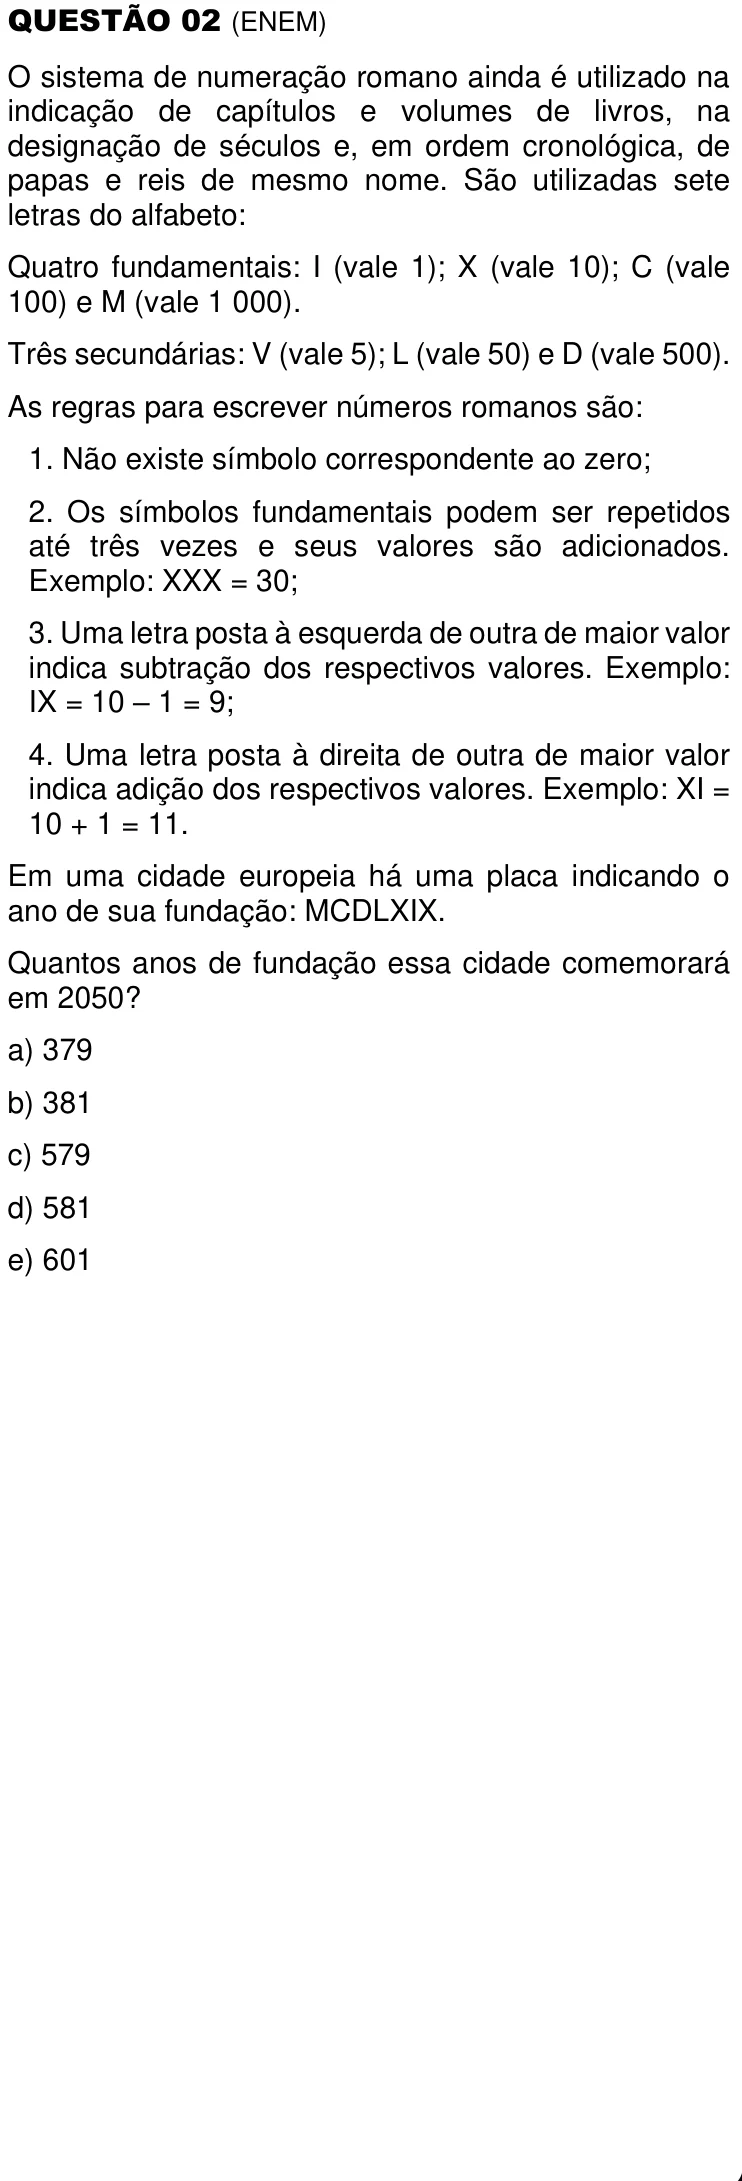 QUESTÃO 02 (ENEM)
O sistema de numeração romano ainda é utilizado na
indicação de capítulos e volumes de livros, na
designação de séculos e, em ordem cronológica, de
papas e reis de mesmo nome. São utilizadas sete
letras do alfabeto:
Quatro fundamentais: I (vale 1); X (vale 10); C (vale
100) e M (vale 1 000).
Três secundárias: V (vale 5); L (vale 50) e D (vale 500).
As regras para escrever números romanos são:
1. Não existe símbolo correspondente ao zero;
2. Os símbolos fundamentais podem ser repetidos
até três vezes e seus valores são adicionados.
Exemplo: XXX = 30;
3. Uma letra posta à esquerda de outra de maior valor
indica subtração dos respectivos valores. Exemplo:
IX = 10 – 1 = 9;
4. Uma letra posta à direita de outra de maior valor
indica adição dos respectivos valores. Exemplo: XI =
10 + 1 = 11.
Em uma cidade europeia há uma placa indicando o
ano de sua fundação: MCDLXIX.
Quantos anos de fundação essa cidade comemorará
em 2050?
a) 379
b) 381
c) 579
d) 581
e) 601